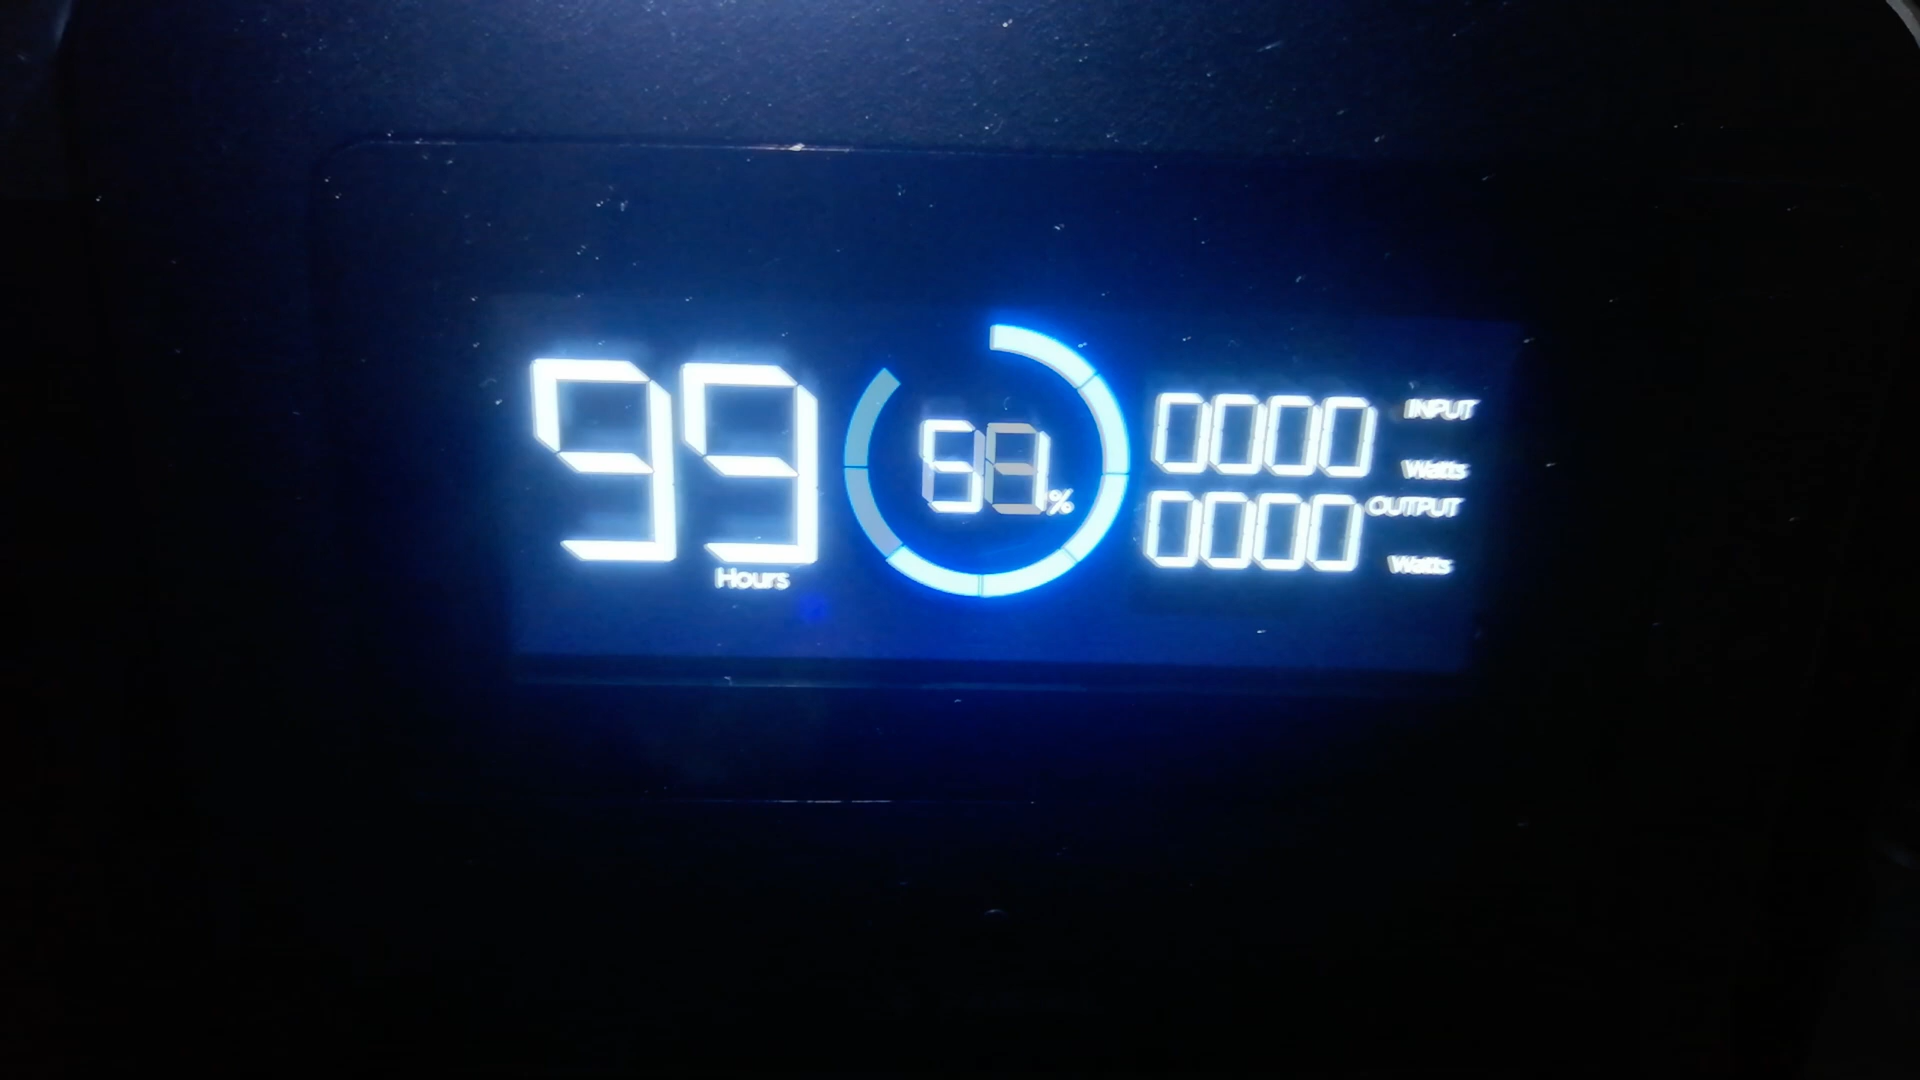 99
Hours
%
0000 INPUT
Watts
0000 OUTPUT
Watts